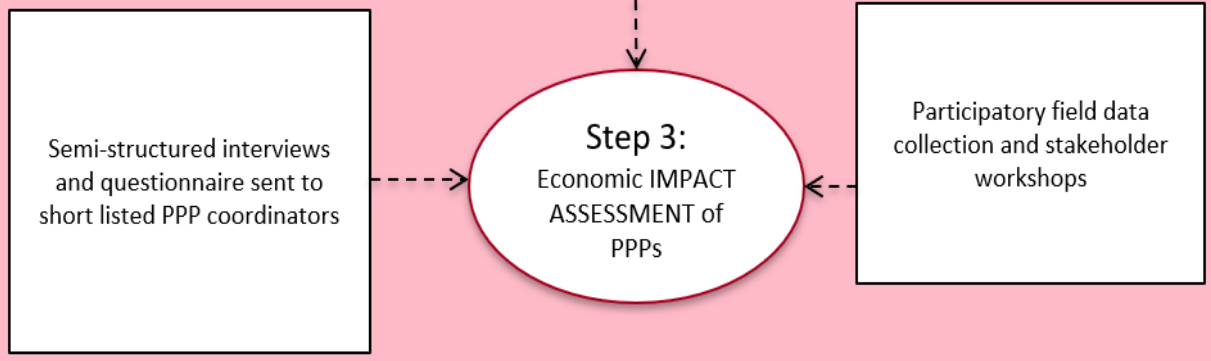 Semi-structured interviews
and questionnaire sent to
short listed PPP coordinators
Step 3:
Economic IMPACT
ASSESSMENT of
PPPs
Participatory field data
collection and stakeholder
workshops